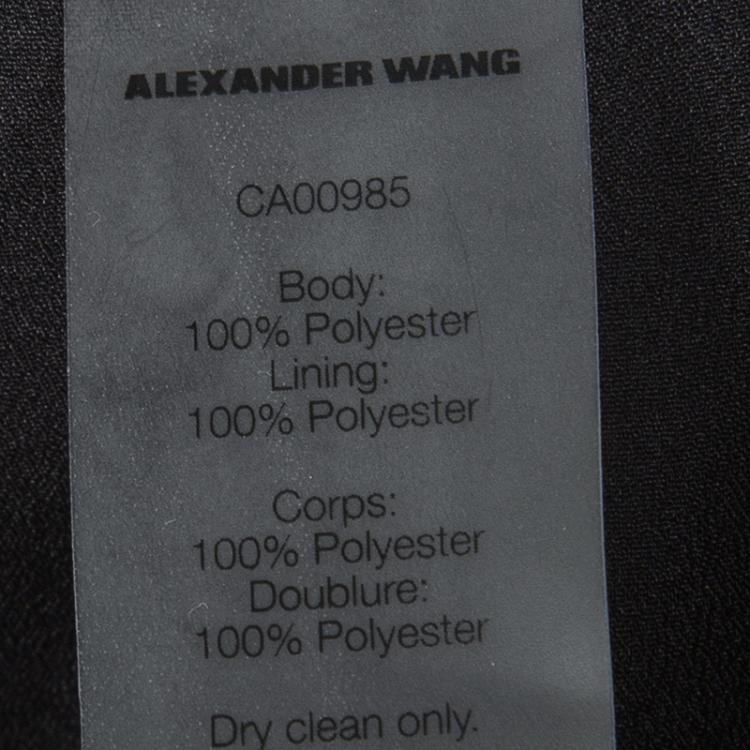 ALEXANDER WANG
CA00985
Body:
100% Polyester
Lining:
100% Polyester
Corps:
100% Polyester
Doublure:
100% Polyester
Dry clean only.